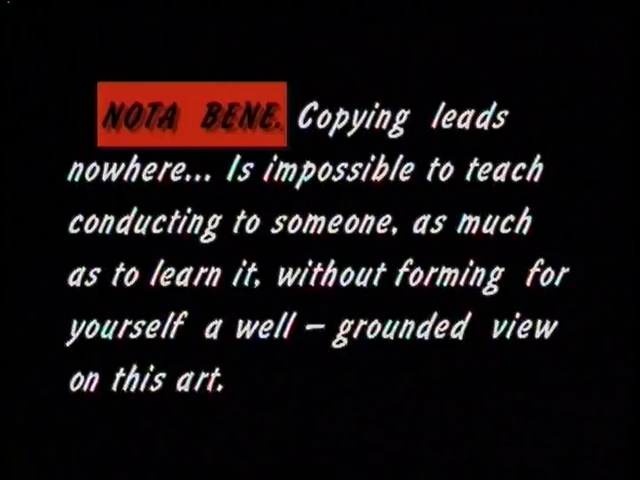 NOTA BENE. Copying leads
nowhere... Is impossible to teach
conducting to someone, as much
as to learn it, without forming for
yourself a well – grounded view
on this art.